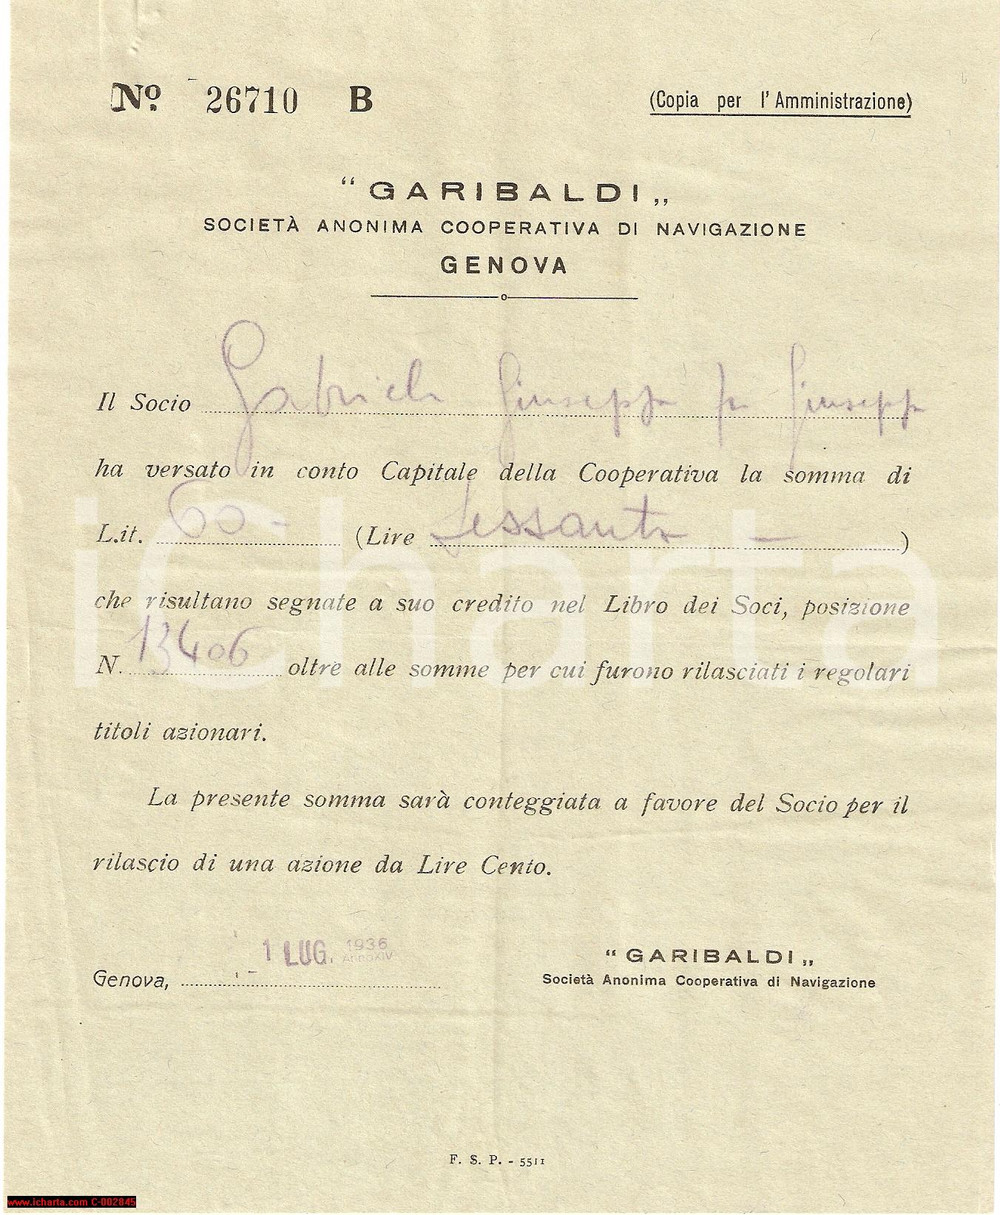 Nº 26710 B (Copia per l'Amministrazione)
“GARIBALDI„
SOCIETÀ ANONIMA COOPERATIVA DI NAVIGAZIONE
GENOVA
Il Socio Gabriele Giuseppe fu Giuseppe
ha versato in conto Capitale della Cooperativa la somma di
Lit. 60.- (Lire Sessanta —)
che risultano segnate a suo credito nel Libro dei Soci, posizione
N. 13406 oltre alle somme per cui furono rilasciati i regolari
titoli azionari.
La presente somma sarà conteggiata a favore del Socio per il
rilascio di una azione da Lire Cento.
Genova, 1 LUG. 1936 AnnoXIV
“GARIBALDI„
Società Anonima Cooperativa di Navigazione
F. S. P. - 5511
iCharta
www.icharta.com C-002845